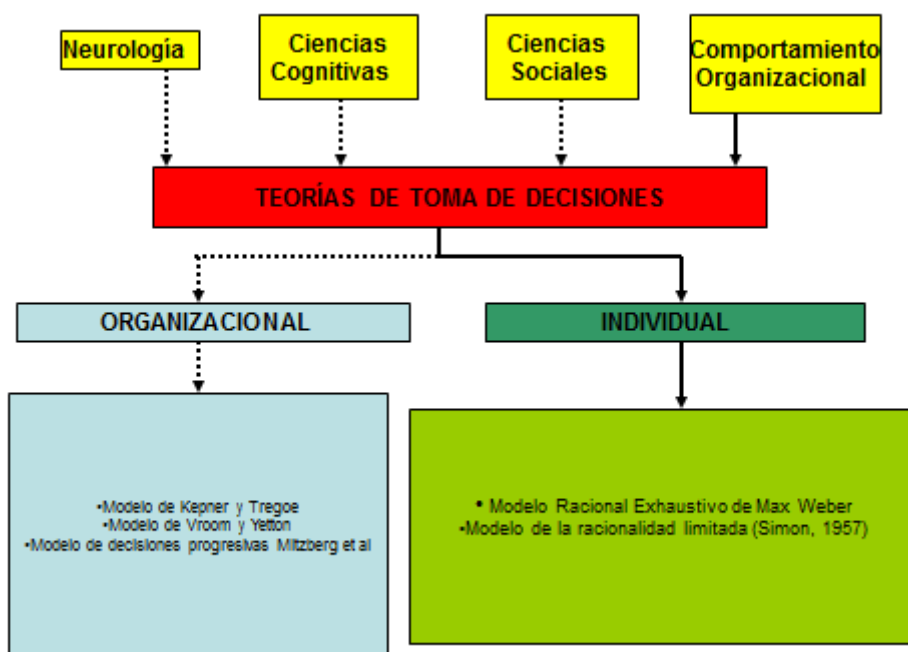 Neurología
Ciencias
Cognitivas
Ciencias
Sociales
Comportamiento
Organizacional
TEORÍAS DE TOMA DE DECISIONES
ORGANIZACIONAL
INDIVIDUAL
•Modelo de Kepner y Tregoe
•Modelo de Vroom y Yetton
•Modelo de decisiones progresivas Mitzberg et al
• Modelo Racional Exhaustivo de Max Weber
•Modelo de la racionalidad limitada (Simon, 1957)